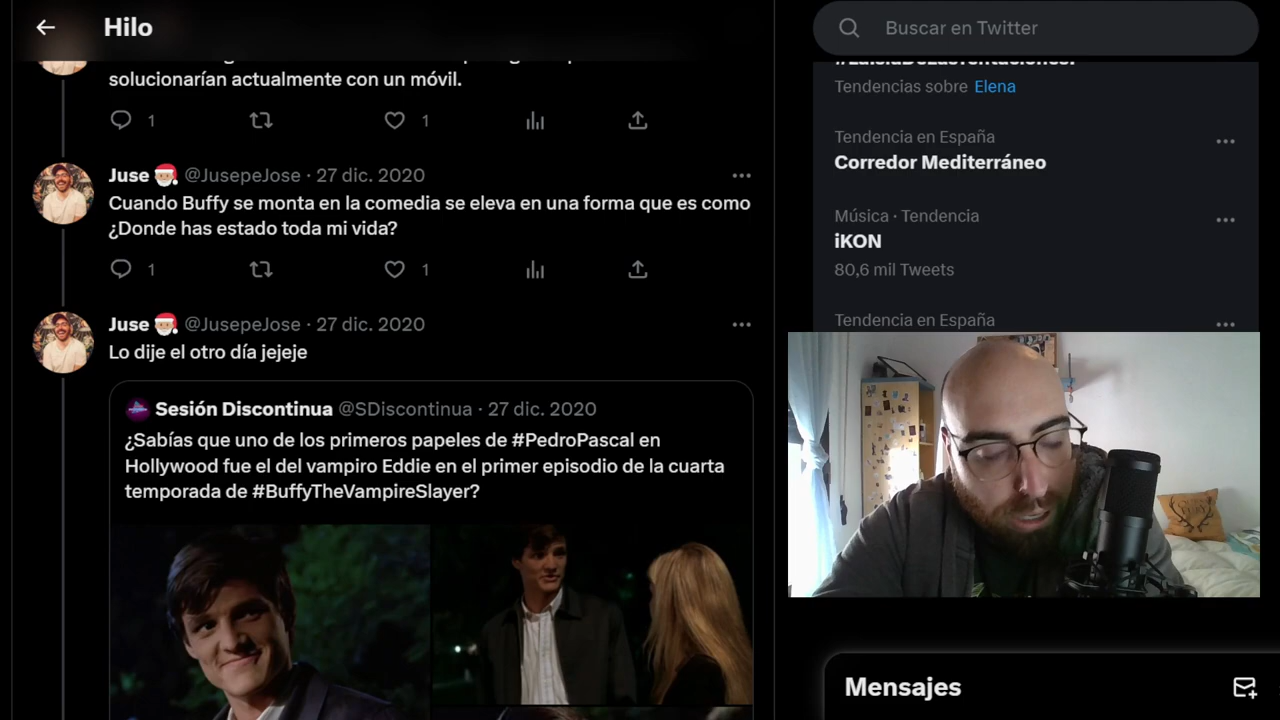 Hilo
solucionarían actualmente con un móvil.
1
1
Juse @JusepeJose · 27 dic. 2020
Cuando Buffy se monta en la comedia se eleva en una forma que es como
¿Donde has estado toda mi vida?
1
1
Juse @JusepeJose · 27 dic. 2020
Lo dije el otro día jejeje
Sesión Discontinua @SDiscontinua · 27 dic. 2020
¿Sabías que uno de los primeros papeles de #PedroPascal en
Hollywood fue el del vampiro Eddie en el primer episodio de la cuarta
temporada de #BuffyTheVampireSlayer?
Buscar en Twitter
Tendencias sobre Elena
Tendencia en España
Corredor Mediterráneo
Música · Tendencia
iKON
80,6 mil Tweets
Tendencia en España
Mensajes